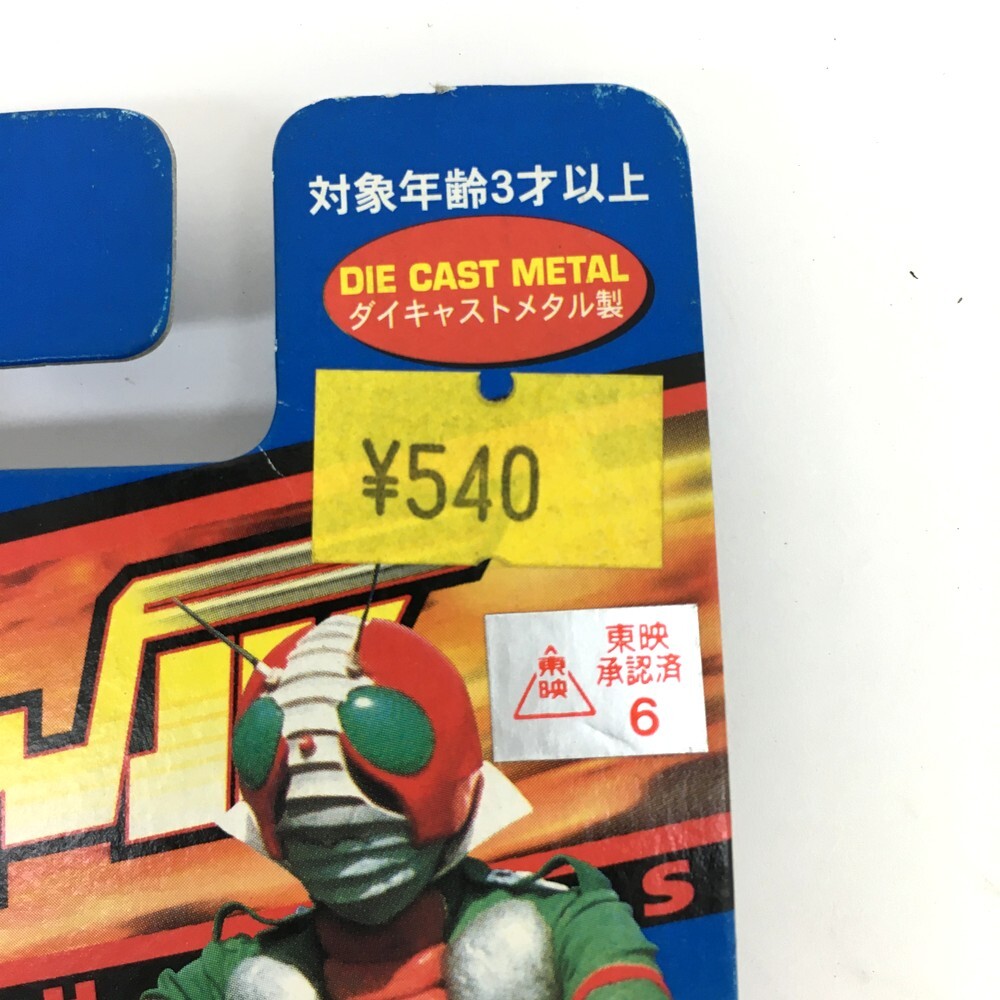 対象年齢3才以上
DIE CAST METAL
ダイキャストメタル製
¥540
東映
承認済
6
東
映
S